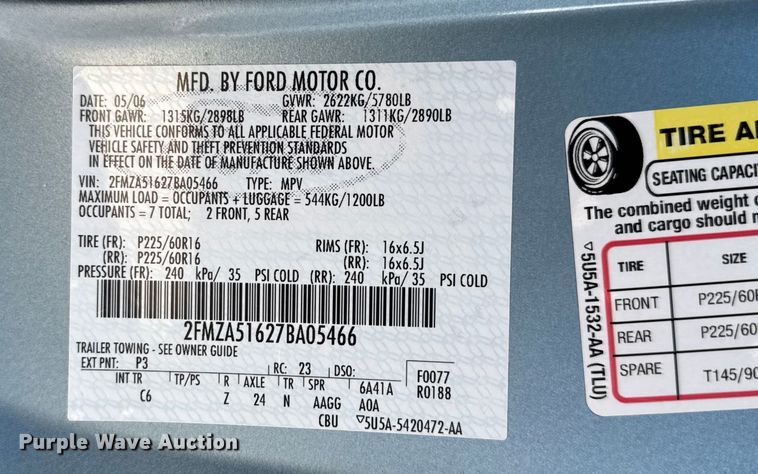 MFD. BY FORD MOTOR CO.
DATE: 05/06 GVWR: 2622KG/5780LB
FRONT GAWR: 1315KG/2898LB REAR GAWR: 1311KG/2890LB
THIS VEHICLE CONFORMS TO ALL APPLICABLE FEDERAL MOTOR
VEHICLE SAFETY AND THEFT PREVENTION STANDARDS
IN EFFECT ON THE DATE OF MANUFACTURE SHOWN ABOVE.
VIN: 2FMZA51627BA05466 TYPE: MPV
MAXIMUM LOAD = OCCUPANTS + LUGGAGE = 544KG/1200LB
OCCUPANTS = 7 TOTAL; 2 FRONT, 5 REAR
TIRE (FR): P225/60R16 RIMS (FR): 16x6.5J
(RR): P225/60R16 (RR): 16x6.5J
PRESSURE (FR): 240 kPa/ 35 PSI COLD (RR): 240 kPa/ 35 PSI COLD
2FMZA51627BA05466
TRAILER TOWING - SEE OWNER GUIDE
EXT PNT: P3 RC: 23 DSO: F0077
INT TR TP/PS R AXLE TR SPR 6A41A R0188
C6 Z 24 N AAGG A0A
CBU ▽5U5A-5420472-AA
TIRE
SEATING
The combined weight
and cargo should
TIRE SIZE
FRONT P225/60
REAR P225/60
SPARE T145/90
▽5U5A-1532-AA (TLU)
Purple Wave Auction